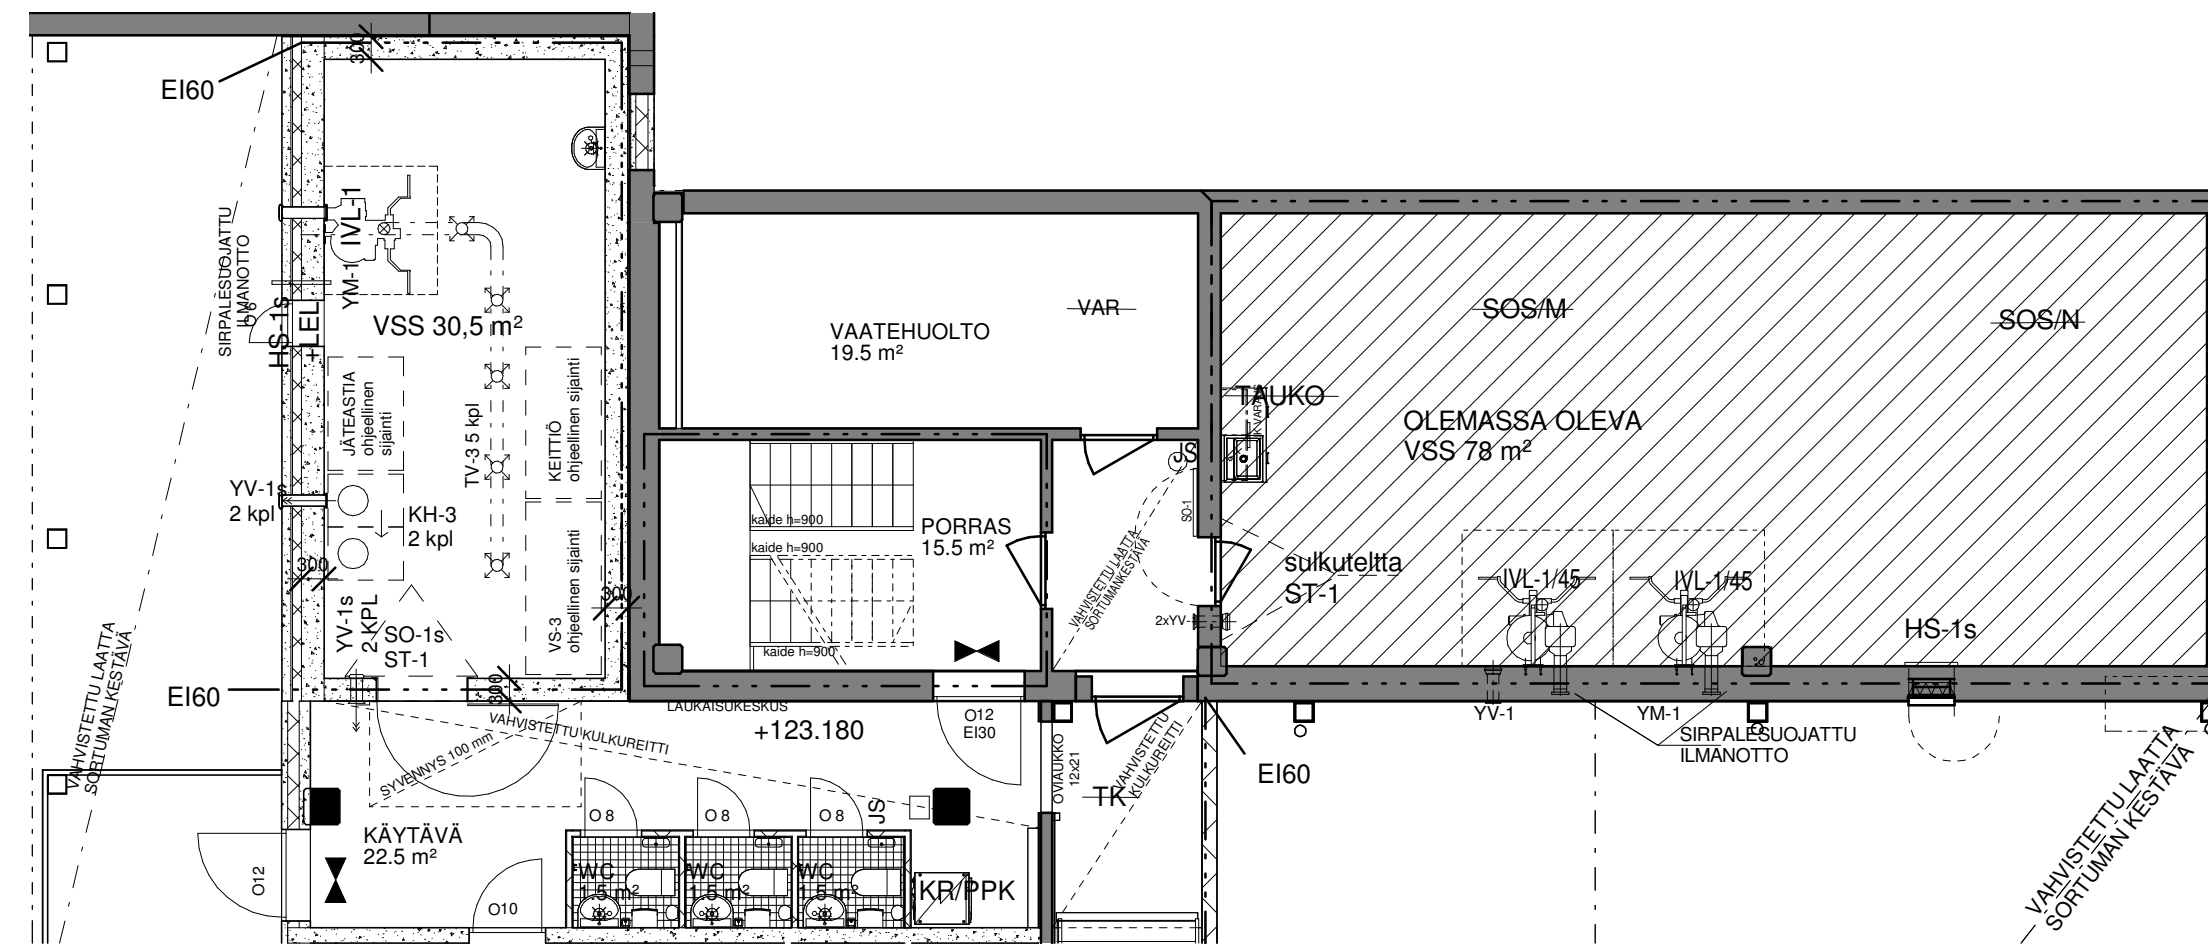 300
EI60
SIRPALESUOJATTU
ILMANOTTO
IVL-1
YM-1
O 6
HS-1s
+LEL
VSS 30,5 m²
JÄTEASTIA
ohjeellinen
sijainti
TV-3 5 kpl
KEITTIÖ
ohjeellinen sijainti
YV-1s
2 kpl
KH-3
2 kpl
300
YV-1s
2 KPL
SO-1s
ST-1
VS-3
ohjeellinen sijainti
300
300
EI60
VAHVISTETTU LAATTA
SORTUMAN KESTÄVÄ
VAATEHUOLTO
19.5 m²
VAR
kaide h=900
kaide h=900
kaide h=900
PORRAS
15.5 m²
JS
SO-1
VAHVISTETTU LAATTA
SORTUMANKESTÄVÄ
2xYV-1
TAUKO
OLEMASSA OLEVA
VSS 78 m²
SOS/M
SOS/N
sulkuteltta
ST-1
IVL-1/45
IVL-1/45
HS-1s
YV-1
YM-1
SIRPALESUOJATTU
ILMANOTTO
VAHVISTETTU LAATTA
SORTUMAN KESTÄVÄ
LAUKAISUKESKUS
+123.180
VAHVISTETTU KULKUREITTI
SYVENNYS 100 mm
O12
EI30
OVIAUKKO
12x21
VAHVISTETTU
KULKUREITTI
TK
EI60
KÄYTÄVÄ
22.5 m²
O12
O10
O 8
O 8
O 8
JS
WC
1.5 m²
WC
1.5 m²
WC
1.5 m²
KR/PPK